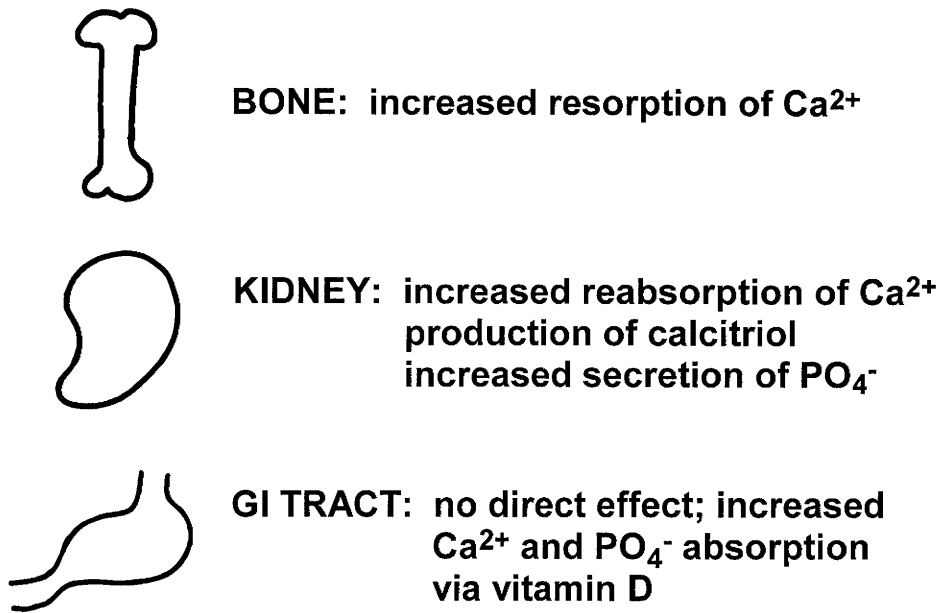 BONE: increased resorption of Ca²⁺
KIDNEY: increased reabsorption of Ca²⁺
production of calcitriol
increased secretion of PO₄⁻
GI TRACT: no direct effect; increased
Ca²⁺ and PO₄⁻ absorption
via vitamin D